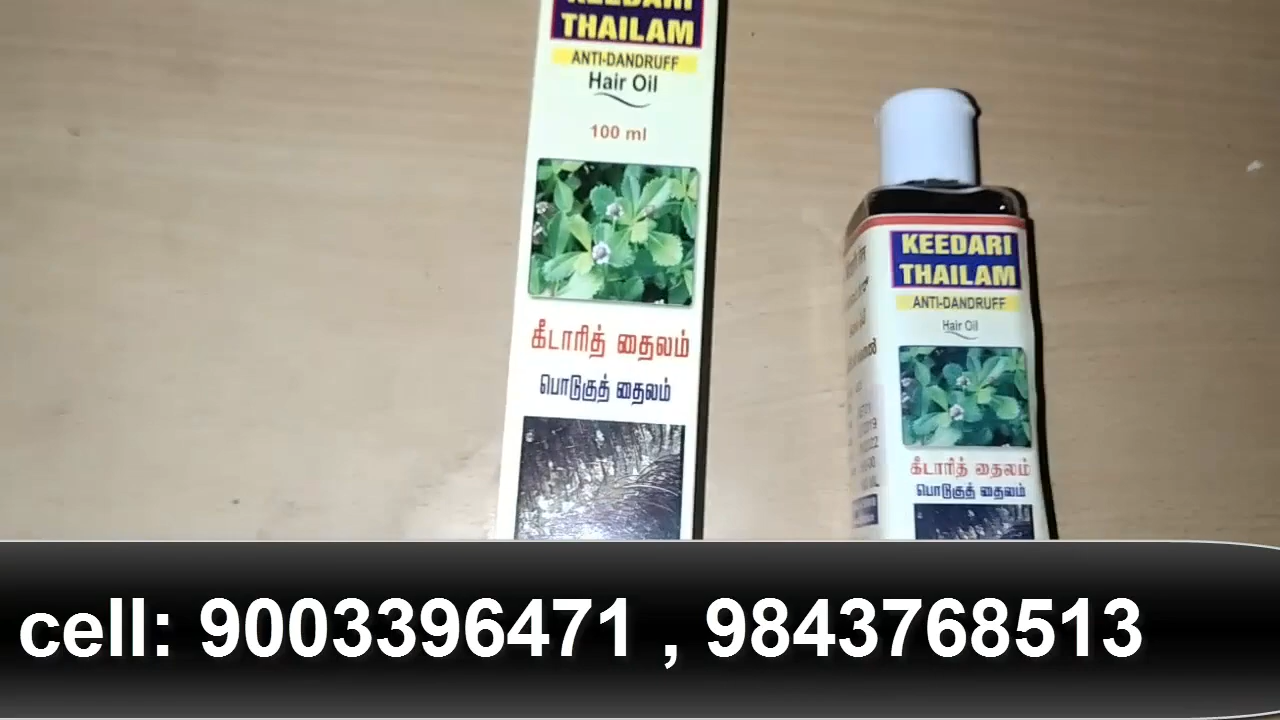 KEEDARI
THAILAM
ANTI-DANDRUFF
Hair Oil
100 ml
கீடாரித் தைலம்
பொடுகுத் தைலம்
KEEDARI
THAILAM
ANTI-DANDRUFF
Hair Oil
கீடாரித் தைலம்
பொடுகுத் தைலம்
cell: 9003396471 , 9843768513